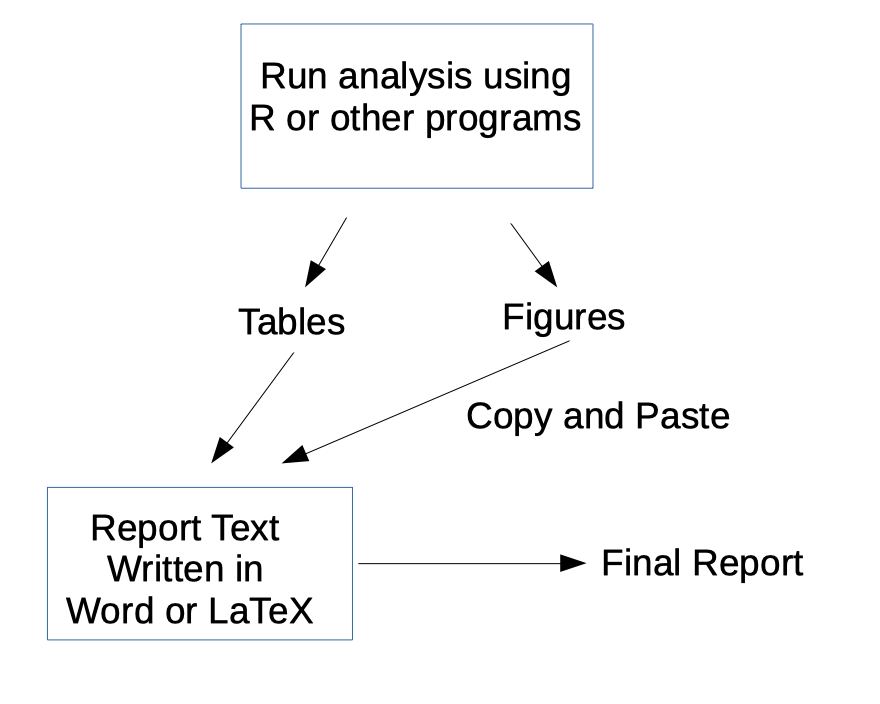 Run analysis using
R or other programs
Tables
Figures
Copy and Paste
Report Text
Written in
Word or LaTeX
Final Report